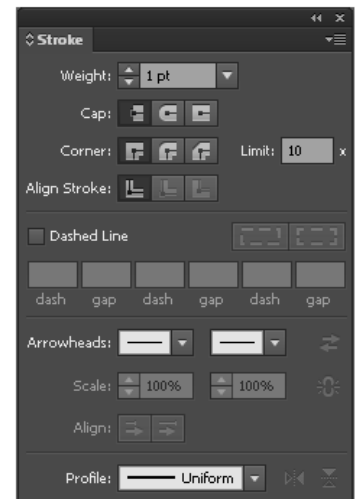 Stroke
Weight: 1 pt
Cap:
Corner: Limit: 10 x
Align Stroke:
Dashed Line
dash gap dash gap dash gap
Arrowheads:
Scale: 100% 100%
Align:
Profile: Uniform